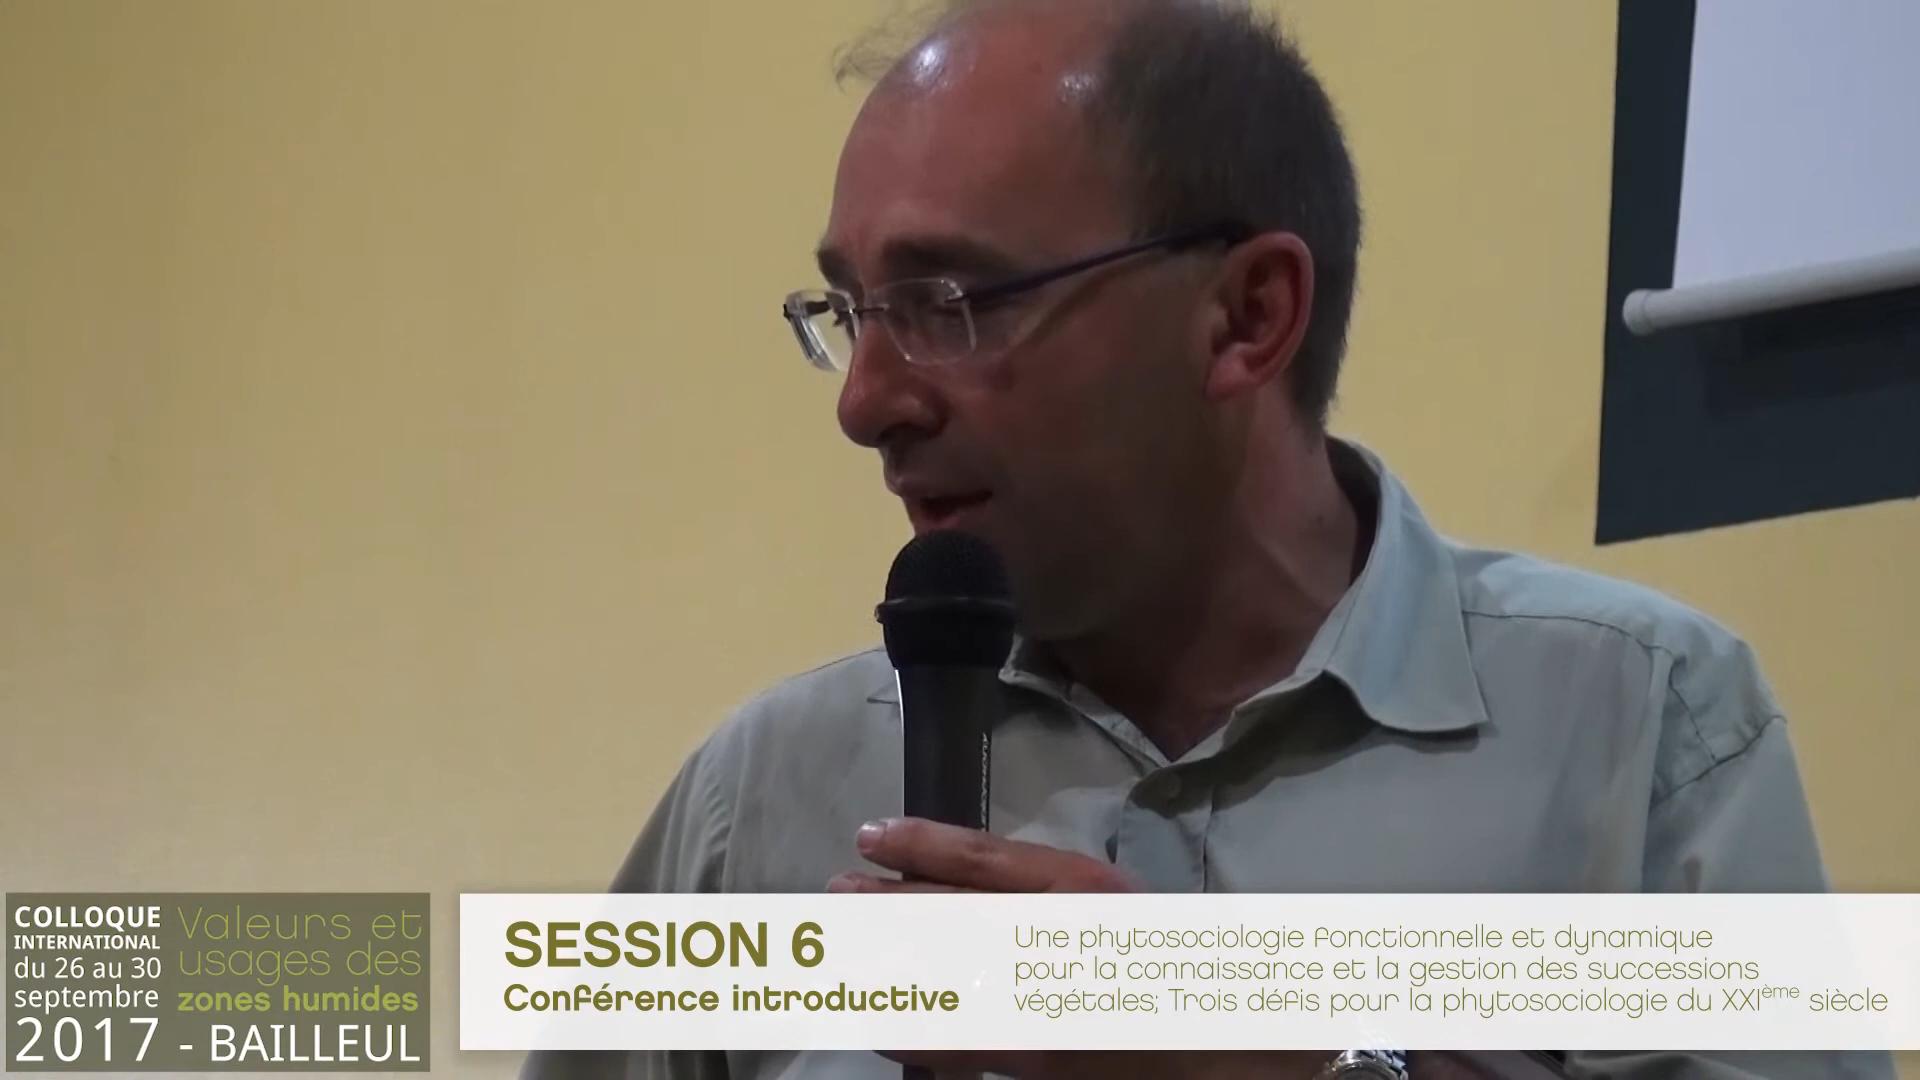 COLLOQUE
INTERNATIONAL
du 26 au 30
septembre
2017 - BAILLEUL
Valeurs et
usages des
zones humides
SESSION 6
Conférence introductive
Une phytosociologie fonctionnelle et dynamique
pour la connaissance et la gestion des successions
végétales; Trois défis pour la phytosociologie du XXIème siècle